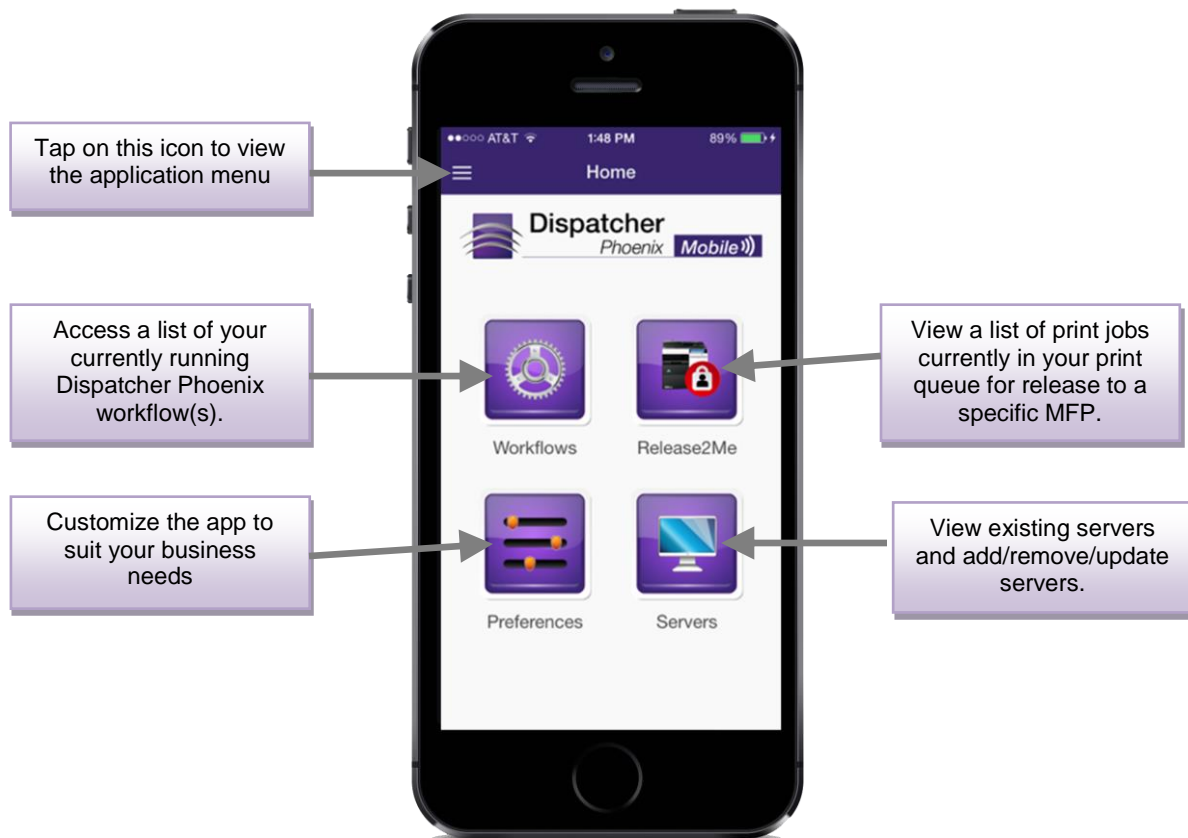 ●●○○○ AT&T 1:48 PM 89%
Home
Tap on this icon to view
the application menu
Dispatcher
Phoenix Mobile
Access a list of your
currently running
Dispatcher Phoenix
workflow(s).
View a list of print jobs
currently in your print
queue for release to a
specific MFP.
Workflows Release2Me
Customize the app to
suit your business
needs
View existing servers
and add/remove/update
servers.
Preferences Servers